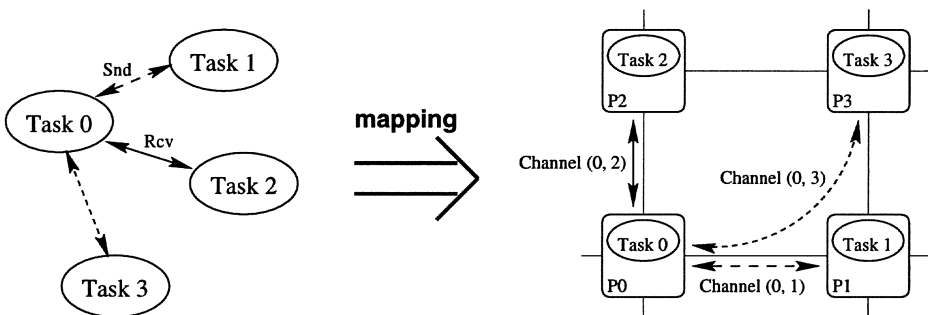 Task 1
Snd
Task 0
Rcv
Task 2
Task 3
mapping
Task 2
P2
Task 3
P3
Channel (0, 2)
Channel (0, 3)
Task 0
P0
Task 1
P1
Channel (0, 1)